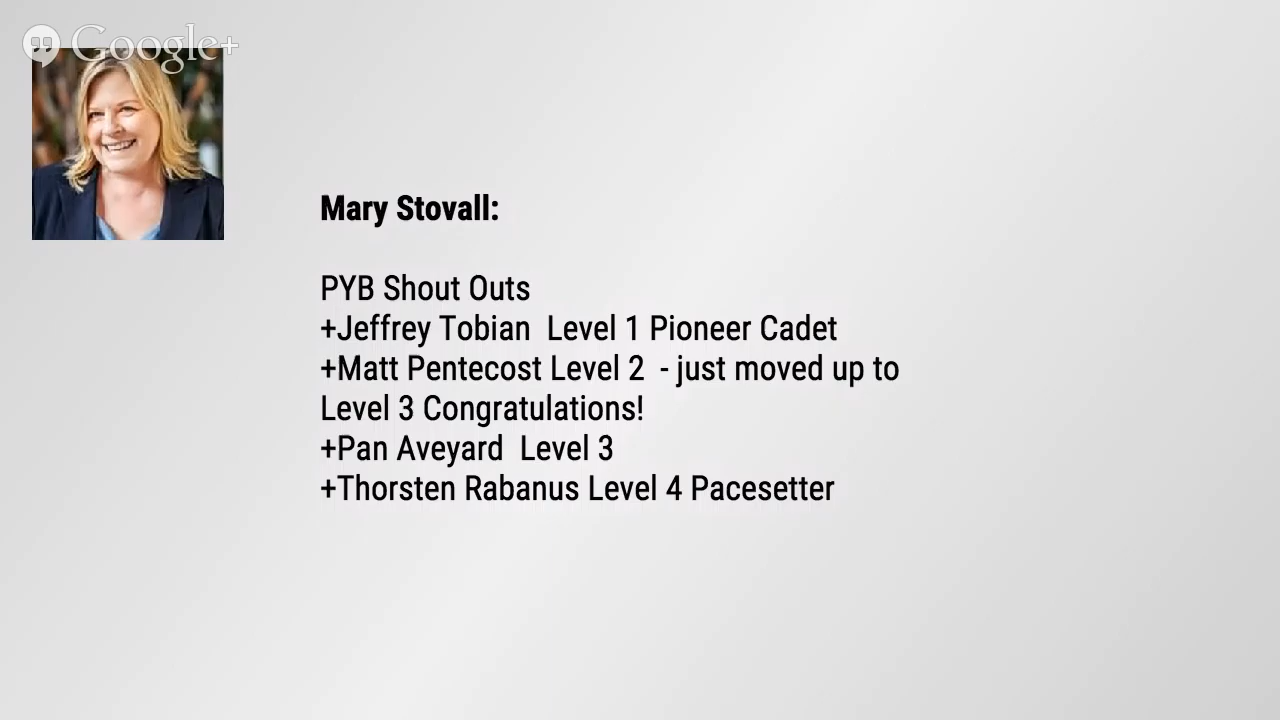 Google+
Mary Stovall:
PYB Shout Outs
+Jeffrey Tobian  Level 1 Pioneer Cadet
+Matt Pentecost Level 2  - just moved up to
Level 3 Congratulations!
+Pan Aveyard  Level 3
+Thorsten Rabanus Level 4 Pacesetter